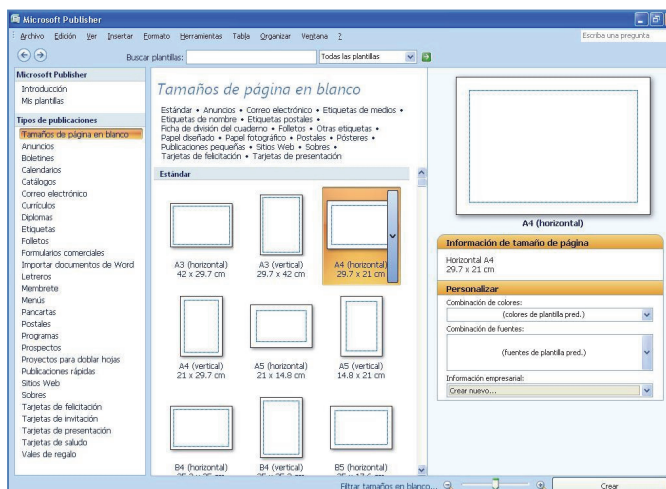 Microsoft Publisher
Archivo Edición Ver Insertar Formato Herramientas Tabla Organizar Ventana ?
Escriba una pregunta
Buscar plantillas:
Todas las plantillas
Microsoft Publisher
Introducción
Mis plantillas
Tipos de publicaciones
Tamaños de página en blanco
Anuncios
Boletines
Calendarios
Catálogos
Correo electrónico
Currículos
Diplomas
Etiquetas
Folletos
Formularios comerciales
Importar documentos de Word
Letreros
Membrete
Menús
Pancartas
Postales
Programas
Prospectos
Proyectos para doblar hojas
Publicaciones rápidas
Sitios Web
Sobres
Tarjetas de felicitación
Tarjetas de invitación
Tarjetas de presentación
Tarjetas de saludo
Vales de regalo
Tamaños de página en blanco
Estándar • Anuncios • Correo electrónico • Etiquetas de medios •
Etiquetas de nombre • Etiquetas postales •
Ficha de división del cuaderno • Folletos • Otras etiquetas •
Papel diseñado • Papel fotográfico • Postales • Pósteres •
Publicaciones pequeñas • Sitios Web • Sobres •
Tarjetas de felicitación • Tarjetas de presentación
Estándar
A3 (horizontal)
42 x 29.7 cm
A3 (vertical)
29.7 x 42 cm
A4 (horizontal)
29.7 x 21 cm
A4 (vertical)
21 x 29.7 cm
A5 (horizontal)
21 x 14.8 cm
A5 (vertical)
14.8 x 21 cm
B4 (horizontal)
B4 (vertical)
B5 (horizontal)
A4 (horizontal)
Información de tamaño de página
Horizontal A4
29.7 x 21 cm
Personalizar
Combinación de colores:
(colores de plantilla pred.)
Combinación de fuentes:
(fuentes de plantilla pred.)
Información empresarial:
Crear nuevo...
Filtrar tamaños en blanco...
Crear